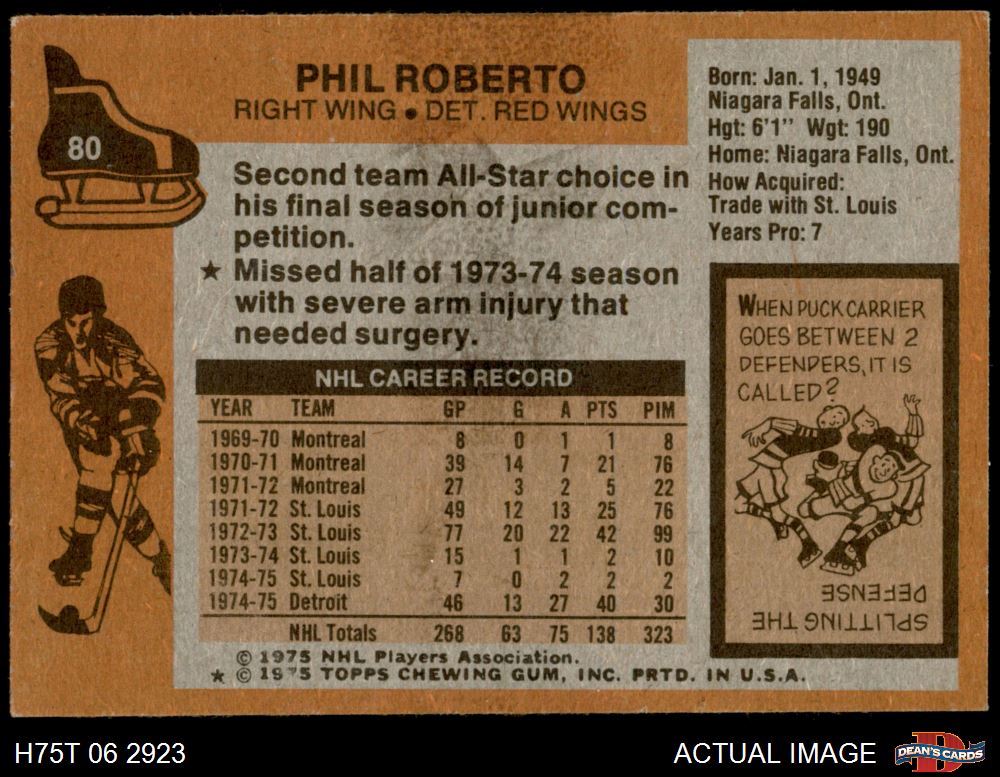 80
PHIL ROBERTO
RIGHT WING • DET. RED WINGS
Second team All-Star choice in
his final season of junior com-
petition.
★ Missed half of 1973-74 season
with severe arm injury that
needed surgery.
Born: Jan. 1, 1949
Niagara Falls, Ont.
Hgt: 6'1" Wgt: 190
Home: Niagara Falls, Ont.
How Acquired:
Trade with St. Louis
Years Pro: 7
WHEN PUCK CARRIER
GOES BETWEEN 2
DEFENDERS, IT IS
CALLED?
SPLITTING THE
DEFENSE
NHL CAREER RECORD
YEAR TEAM GP G A PTS PIM
1969-70 Montreal 8 0 1 1 8
1970-71 Montreal 39 14 7 21 76
1971-72 Montreal 27 3 2 5 22
1971-72 St. Louis 49 12 13 25 76
1972-73 St. Louis 77 20 22 42 99
1973-74 St. Louis 15 1 1 2 10
1974-75 St. Louis 7 0 2 2 2
1974-75 Detroit 46 13 27 40 30
NHL Totals 268 63 75 138 323
© 1975 NHL Players Association.
★ © 1975 TOPPS CHEWING GUM, INC. PRTD. IN U.S.A.
H75T 06 2923
ACTUAL IMAGE
DEAN'S CARDS